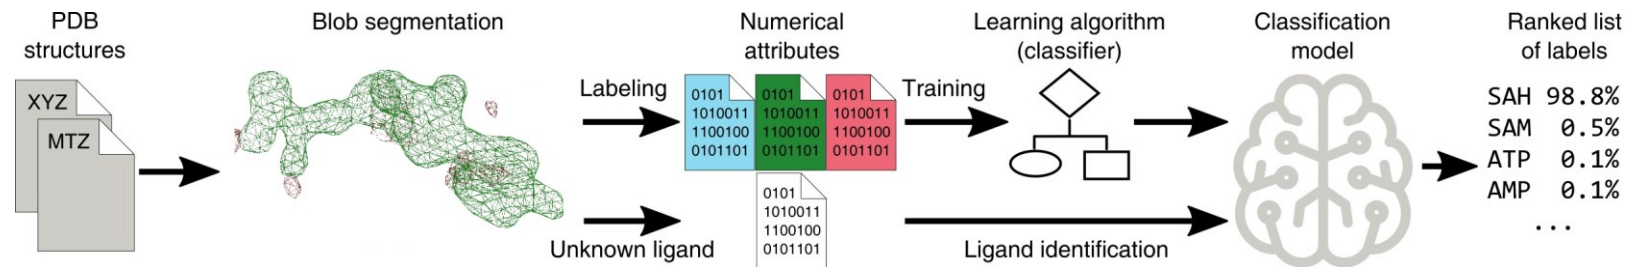 PDB
structures
Blob segmentation
Numerical
attributes
Learning algorithm
(classifier)
Classification
model
Ranked list
of labels
XYZ
MTZ
Labeling
0101
1010011
1100100
0101101
0101
1010011
1100100
0101101
0101
1010011
1100100
0101101
Training
Unknown ligand
0101
1010011
1100100
0101101
Ligand identification
SAH 98.8%
SAM 0.5%
ATP 0.1%
AMP 0.1%
...